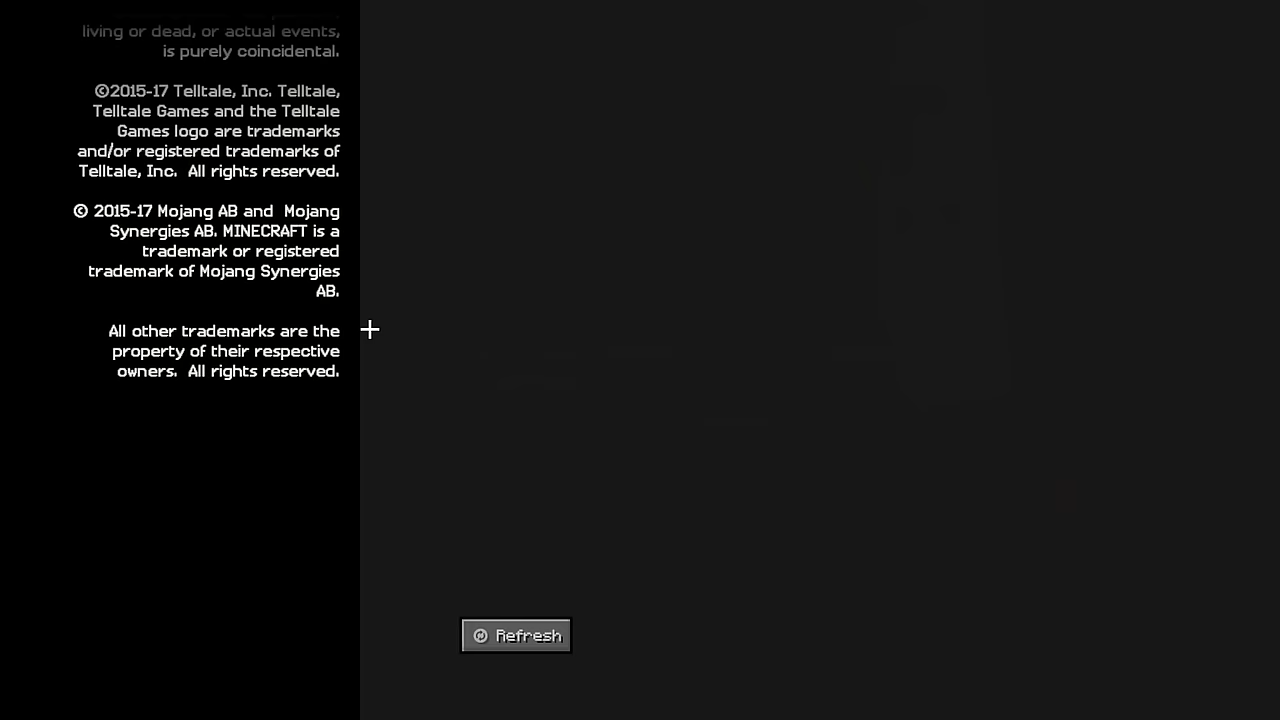 living or dead, or actual events,
is purely coincidental.
©2015-17 Telltale, Inc. Telltale,
Telltale Games and the Telltale
Games logo are trademarks
and/or registered trademarks of
Telltale, Inc.  All rights reserved.
© 2015-17 Mojang AB and  Mojang
Synergies AB. MINECRAFT is a
trademark or registered
trademark of Mojang Synergies
AB.
All other trademarks are the
property of their respective
owners.  All rights reserved.
Refresh